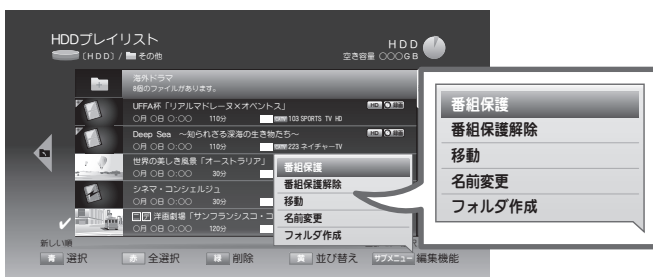 HDDプレイリスト
HDD
〔HDD〕/ その他
空き容量 ○○○GB
海外ドラマ
8個のファイルがあります。
UFFA杯「リアルマドレーヌ×オペントス」
HD 録画
○月 ○日 ○:○○ 110分 103 SPORTS TV HD
Deep Sea ～知られざる深海の生き物たち～
HD 録画
○月 ○日 ○:○○ 110分 223 ネイチャーTV
世界の美しき風景「オーストラリア」
○月 ○日 ○:○○ 30分
シネマ・コンシェルジュ
○月 ○日 ○:○○ 30分
洋画劇場「サンフランシスコ・コ
○月 ○日 ○:○○ 120分
番組保護
番組保護解除
移動
名前変更
フォルダ作成
新しい順
青 選択 赤 全選択 緑 削除 黄 並び替え サブメニュー 編集機能
番組保護
番組保護解除
移動
名前変更
フォルダ作成